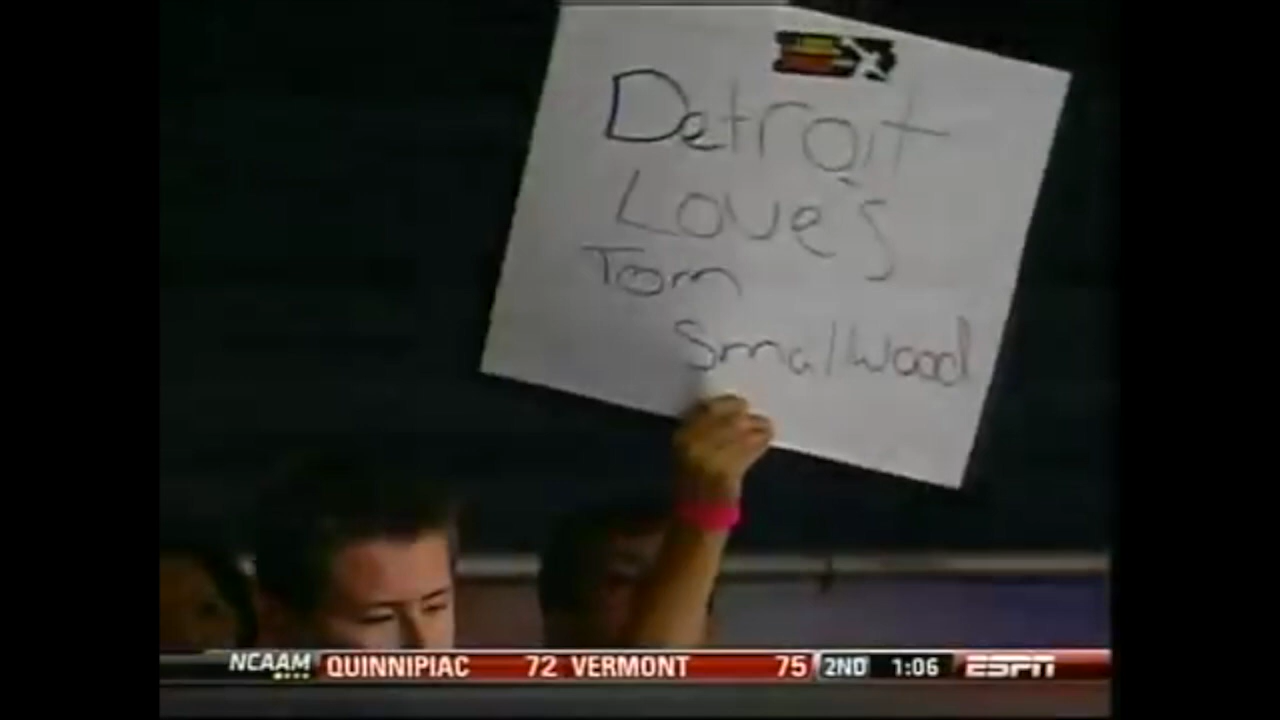 Detroit
Love's
Tom
Smallwood
NCAAM QUINNIPIAC 72 VERMONT 75 2ND 1:06 ESPN